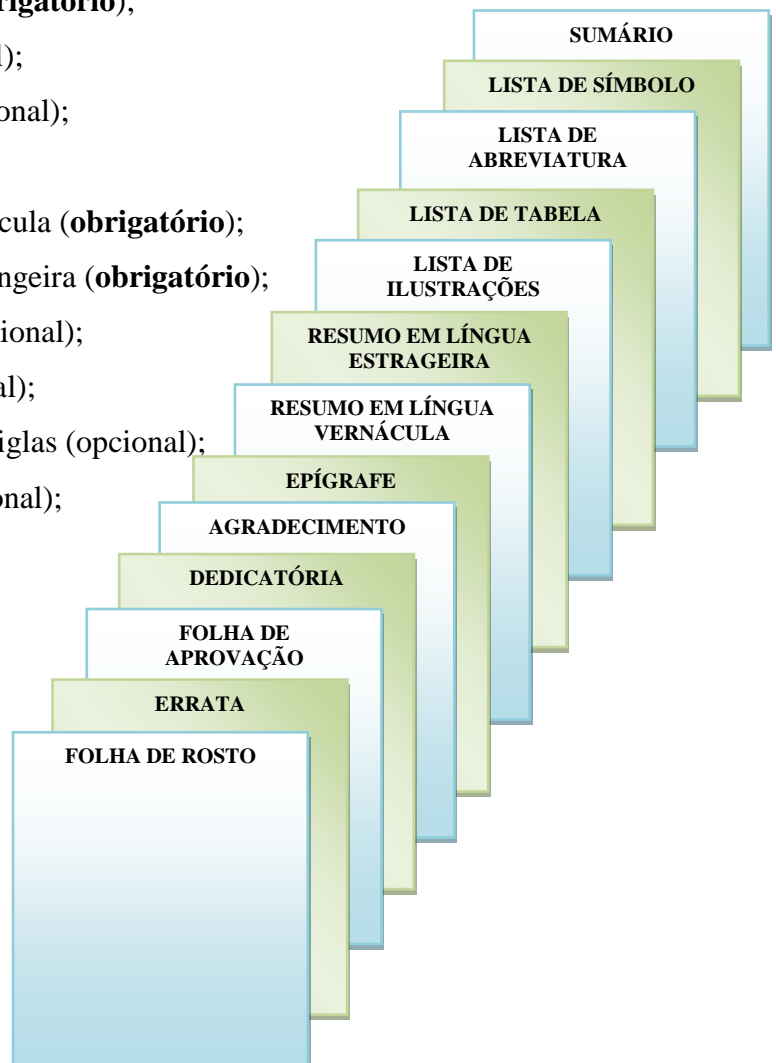 rigatório);
l);
onal);
cula (obrigatório);
ngeira (obrigatório);
ional);
al);
iglas (opcional);
onal);
SUMÁRIO
LISTA DE SÍMBOLO
LISTA DE
ABREVIATURA
LISTA DE TABELA
LISTA DE
ILUSTRAÇÕES
RESUMO EM LÍNGUA
ESTRAGEIRA
RESUMO EM LÍNGUA
VERNÁCULA
EPÍGRAFE
AGRADECIMENTO
DEDICATÓRIA
FOLHA DE
APROVAÇÃO
ERRATA
FOLHA DE ROSTO